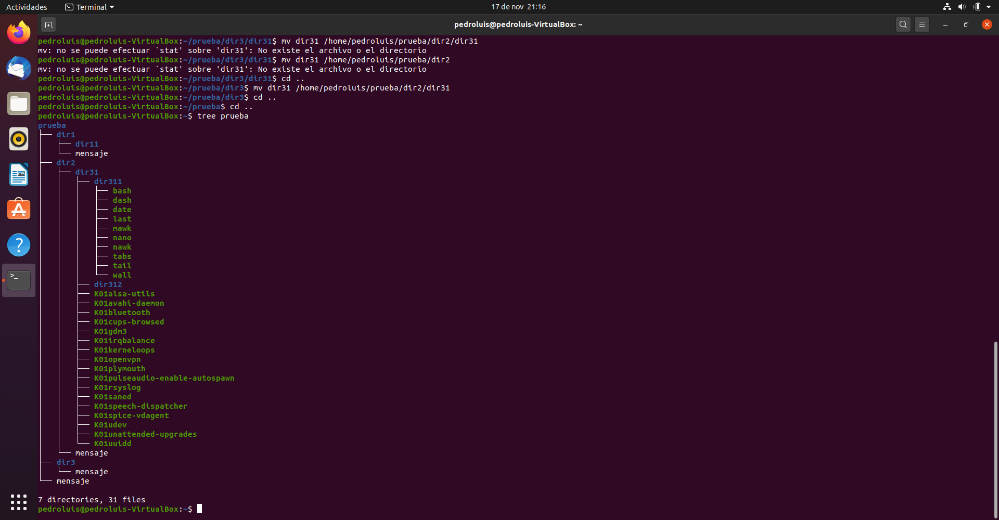 Actividades Terminal 17 de nov 21:16
pedroluis@pedroluis-VirtualBox: ~
pedroluis@pedroluis-VirtualBox:~/prueba/dir3/dir31$ mv dir31 /home/pedroluis/prueba/dir2/dir31
mv: no se puede efectuar `stat' sobre 'dir31': No existe el archivo o el directorio
pedroluis@pedroluis-VirtualBox:~/prueba/dir3/dir31$ mv dir31 /home/pedroluis/prueba/dir2
mv: no se puede efectuar `stat' sobre 'dir31': No existe el archivo o el directorio
pedroluis@pedroluis-VirtualBox:~/prueba/dir3/dir31$ cd ..
pedroluis@pedroluis-VirtualBox:~/prueba/dir3$ mv dir31 /home/pedroluis/prueba/dir2/dir31
pedroluis@pedroluis-VirtualBox:~/prueba/dir3$ cd ..
pedroluis@pedroluis-VirtualBox:~/prueba$ cd ..
pedroluis@pedroluis-VirtualBox:~$ tree prueba
prueba
├── dir1
│   ├── dir11
│   └── mensaje
├── dir2
│   ├── dir31
│   │   ├── dir311
│   │   │   ├── bash
│   │   │   ├── dash
│   │   │   ├── date
│   │   │   ├── last
│   │   │   ├── mawk
│   │   │   ├── nano
│   │   │   ├── nawk
│   │   │   ├── tabs
│   │   │   ├── tail
│   │   │   └── wall
│   │   ├── dir312
│   │   ├── K01alsa-utils
│   │   ├── K01avahi-daemon
│   │   ├── K01bluetooth
│   │   ├── K01cups-browsed
│   │   ├── K01gdm3
│   │   ├── K01irqbalance
│   │   ├── K01kerneloops
│   │   ├── K01openvpn
│   │   ├── K01plymouth
│   │   ├── K01pulseaudio-enable-autospawn
│   │   ├── K01rsyslog
│   │   ├── K01saned
│   │   ├── K01speech-dispatcher
│   │   ├── K01spice-vdagent
│   │   ├── K01udev
│   │   ├── K01unattended-upgrades
│   │   └── K01uuidd
│   └── mensaje
├── dir3
│   └── mensaje
└── mensaje
7 directories, 31 files
pedroluis@pedroluis-VirtualBox:~$